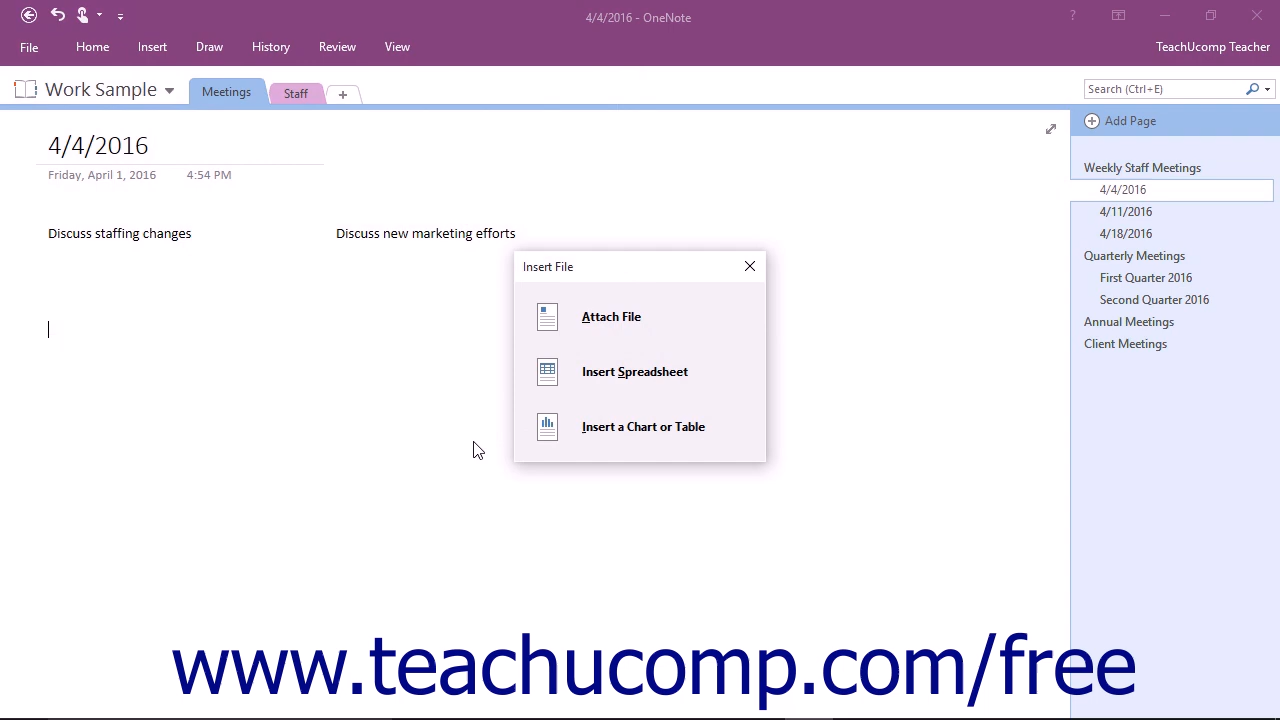 4/4/2016 - OneNote
?
File Home Insert Draw History Review View TeachUcomp Teacher
Work Sample Meetings Staff + Search (Ctrl+E)
Add Page
4/4/2016
Friday, April 1, 2016 4:54 PM
Discuss staffing changes Discuss new marketing efforts
Insert File
Attach File
Insert Spreadsheet
Insert a Chart or Table
Weekly Staff Meetings
4/4/2016
4/11/2016
4/18/2016
Quarterly Meetings
First Quarter 2016
Second Quarter 2016
Annual Meetings
Client Meetings
www.teachucomp.com/free